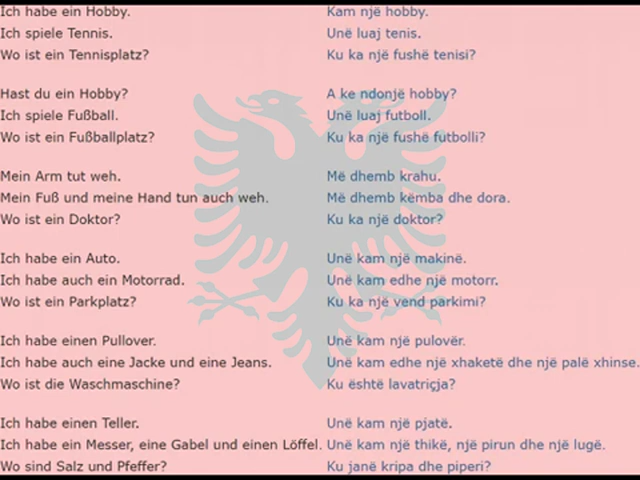 Ich habe ein Hobby. Kam një hobby.
Ich spiele Tennis. Unë luaj tenis.
Wo ist ein Tennisplatz? Ku ka një fushë tenisi?
Hast du ein Hobby? A ke ndonjë hobby?
Ich spiele Fußball. Unë luaj futboll.
Wo ist ein Fußballplatz? Ku ka një fushë futbolli?
Mein Arm tut weh. Më dhemb krahu.
Mein Fuß und meine Hand tun auch weh. Më dhemb këmba dhe dora.
Wo ist ein Doktor? Ku ka një doktor?
Ich habe ein Auto. Unë kam një makinë.
Ich habe auch ein Motorrad. Unë kam edhe një motorr.
Wo ist ein Parkplatz? Ku ka një vend parkimi?
Ich habe einen Pullover. Unë kam një pulovër.
Ich habe auch eine Jacke und eine Jeans. Unë kam edhe një xhaketë dhe një palë xhinse.
Wo ist die Waschmaschine? Ku është lavatriçja?
Ich habe einen Teller. Unë kam një pjatë.
Ich habe ein Messer, eine Gabel und einen Löffel. Unë kam një thikë, një pirun dhe një lugë.
Wo sind Salz und Pfeffer? Ku janë kripa dhe piperi?